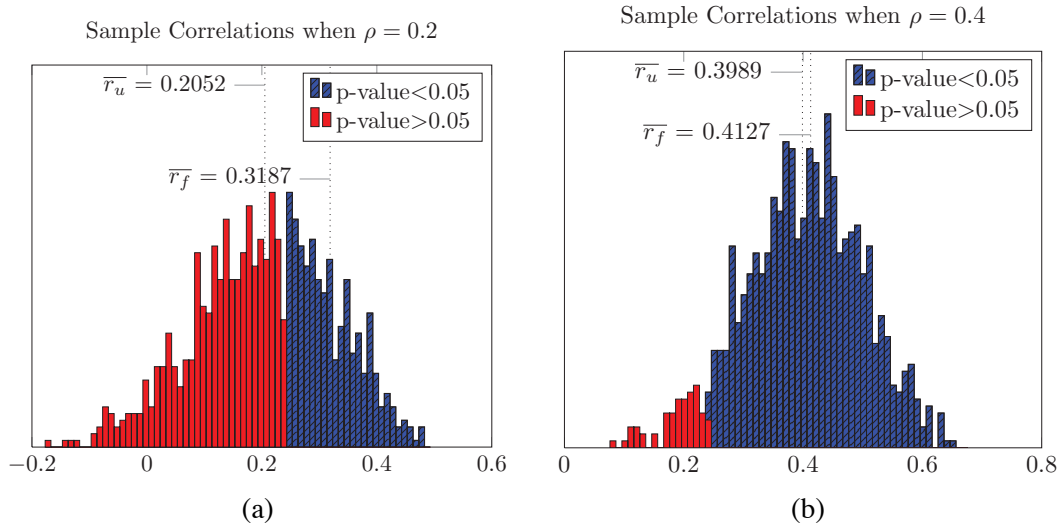 Sample Correlations when ρ = 0.2
r̅_u̅ = 0.2052
r̅_f̅ = 0.3187
p-value<0.05
p-value>0.05
−0.2 0 0.2 0.4 0.6
(a)
Sample Correlations when ρ = 0.4
r̅_u̅ = 0.3989
r̅_f̅ = 0.4127
p-value<0.05
p-value>0.05
0 0.2 0.4 0.6 0.8
(b)